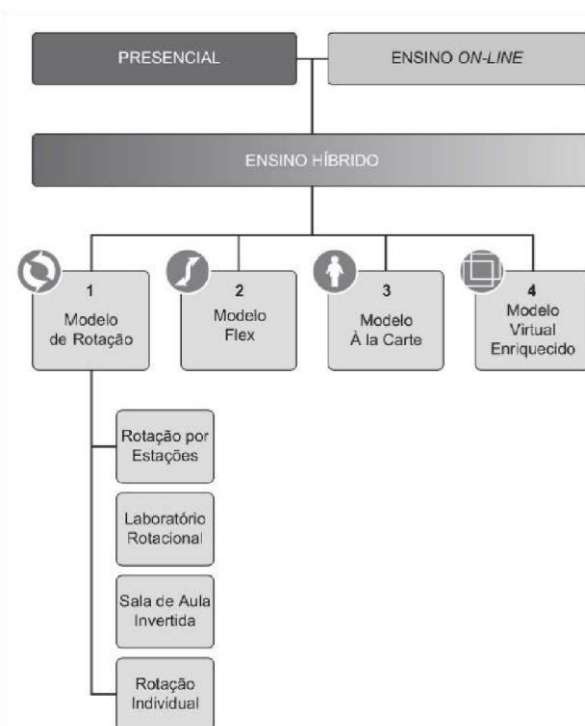 PRESENCIAL
ENSINO ON-LINE
ENSINO HÍBRIDO
1
Modelo
de Rotação
2
Modelo
Flex
3
Modelo
À la Carte
4
Modelo
Virtual
Enriquecido
Rotação por
Estações
Laboratório
Rotacional
Sala de Aula
Invertida
Rotação
Individual